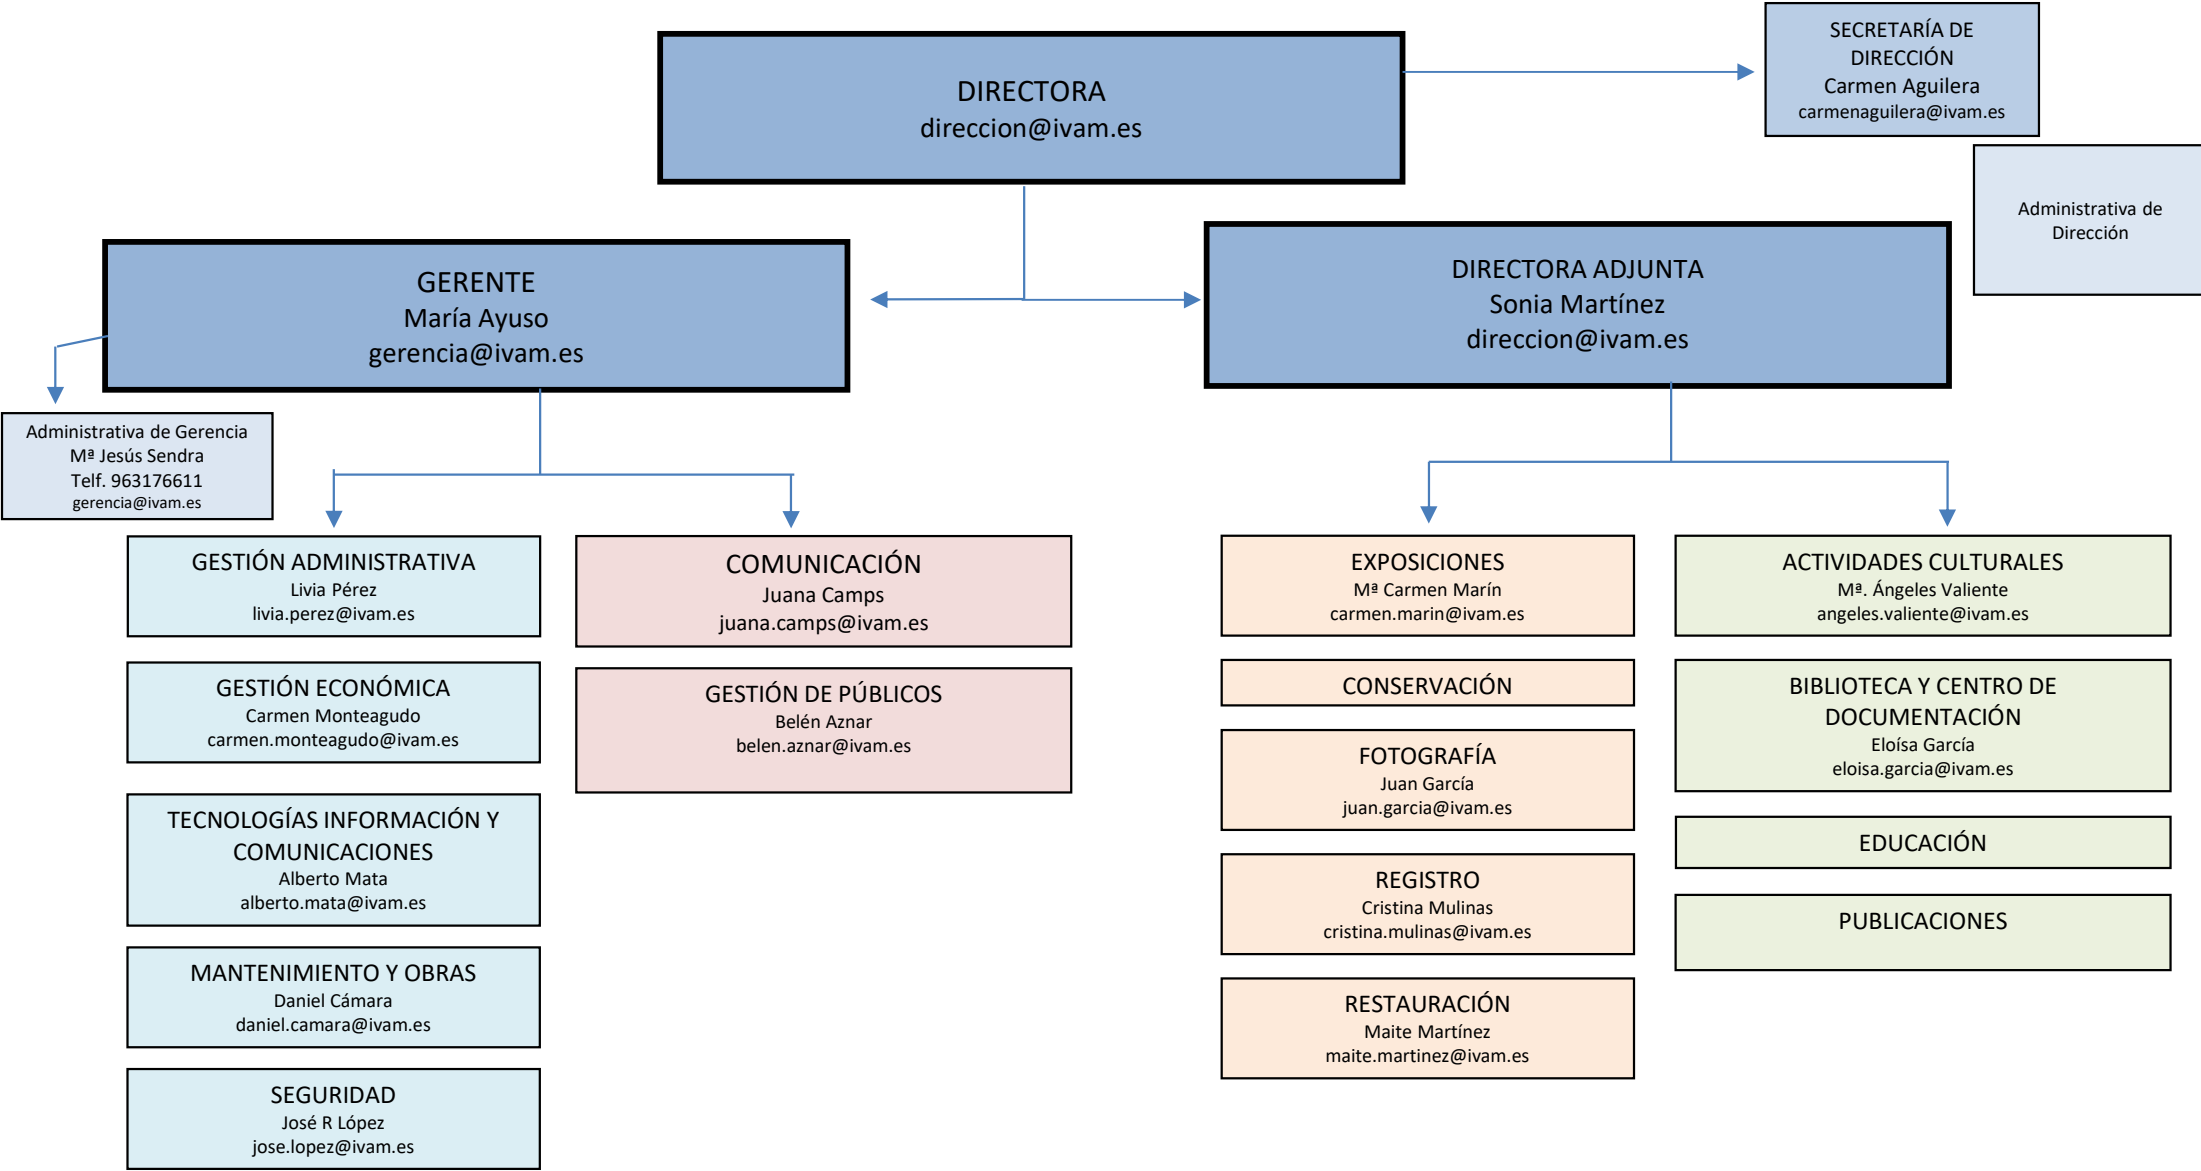 DIRECTORA
direccion@ivam.es
SECRETARÍA DE
DIRECCIÓN
Carmen Aguilera
carmenaguilera@ivam.es
Administrativa de
Dirección
GERENTE
María Ayuso
gerencia@ivam.es
DIRECTORA ADJUNTA
Sonia Martínez
direccion@ivam.es
Administrativa de Gerencia
Mª Jesús Sendra
Telf. 963176611
gerencia@ivam.es
GESTIÓN ADMINISTRATIVA
Livia Pérez
livia.perez@ivam.es
GESTIÓN ECONÓMICA
Carmen Monteagudo
carmen.monteagudo@ivam.es
TECNOLOGÍAS INFORMACIÓN Y
COMUNICACIONES
Alberto Mata
alberto.mata@ivam.es
MANTENIMIENTO Y OBRAS
Daniel Cámara
daniel.camara@ivam.es
SEGURIDAD
José R López
jose.lopez@ivam.es
COMUNICACIÓN
Juana Camps
juana.camps@ivam.es
GESTIÓN DE PÚBLICOS
Belén Aznar
belen.aznar@ivam.es
EXPOSICIONES
Mª Carmen Marín
carmen.marin@ivam.es
CONSERVACIÓN
FOTOGRAFÍA
Juan García
juan.garcia@ivam.es
REGISTRO
Cristina Mulinas
cristina.mulinas@ivam.es
RESTAURACIÓN
Maite Martínez
maite.martinez@ivam.es
ACTIVIDADES CULTURALES
Mª. Ángeles Valiente
angeles.valiente@ivam.es
BIBLIOTECA Y CENTRO DE
DOCUMENTACIÓN
Eloísa García
eloisa.garcia@ivam.es
EDUCACIÓN
PUBLICACIONES